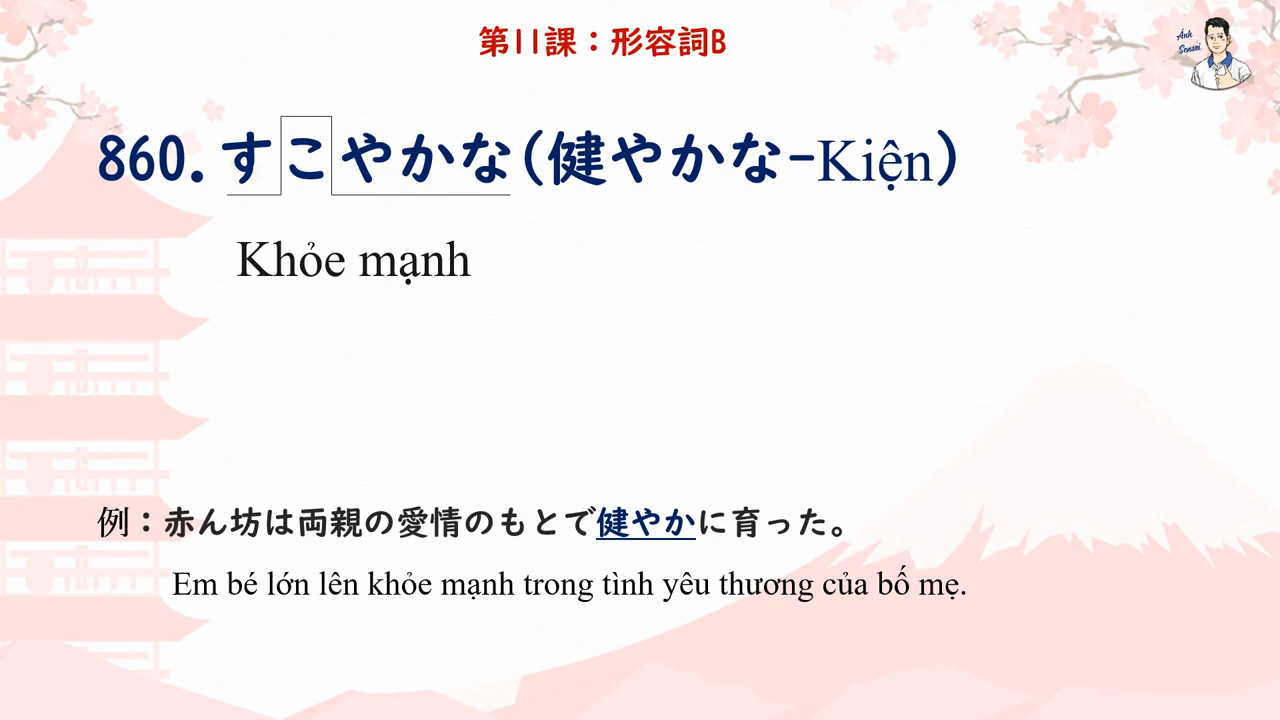 第11課：形容詞B
Anh
Sensei
860.すこやかな(健やかな-Kiện)
Khỏe mạnh
例：赤ん坊は両親の愛情のもとで健やかに育った。
Em bé lớn lên khỏe mạnh trong tình yêu thương của bố mẹ.